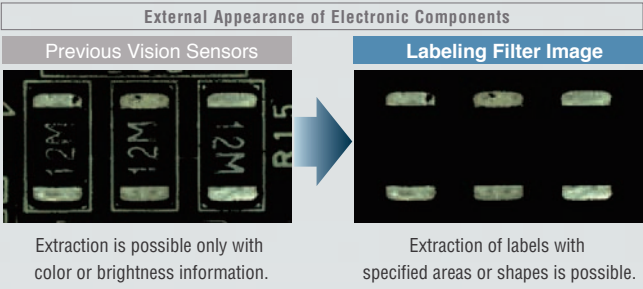 External Appearance of Electronic Components
Previous Vision Sensors
Labeling Filter Image
12M
12M
12M
R15
Extraction is possible only with
color or brightness information.
Extraction of labels with
specified areas or shapes is possible.